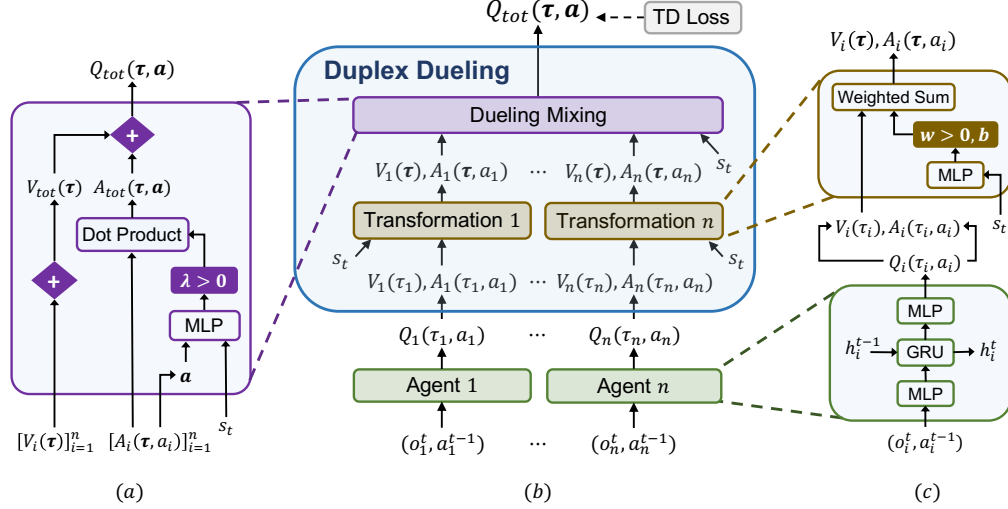 Q_tot(τ, a)
V_tot(τ)
A_tot(τ, a)
+
+
Dot Product
λ > 0
MLP
a
s_t
[V_i(τ)]_{i=1}^n
[A_i(τ, a_i)]_{i=1}^n
(a)
Q_tot(τ, a)
TD Loss
Duplex Dueling
Dueling Mixing
s_t
V_1(τ), A_1(τ, a_1) ⋯ V_n(τ), A_n(τ, a_n)
Transformation 1
Transformation n
s_t
s_t
V_1(τ_1), A_1(τ_1, a_1) ⋯ V_n(τ_n), A_n(τ_n, a_n)
Q_1(τ_1, a_1) ⋯ Q_n(τ_n, a_n)
Agent 1
Agent n
(o_1^t, a_1^{t-1}) ⋯ (o_n^t, a_n^{t-1})
(b)
V_i(τ), A_i(τ, a_i)
Weighted Sum
w > 0, b
MLP
s_t
V_i(τ_i), A_i(τ_i, a_i)
Q_i(τ_i, a_i)
MLP
h_i^{t-1}
GRU
h_i^t
MLP
(o_i^t, a_i^{t-1})
(c)